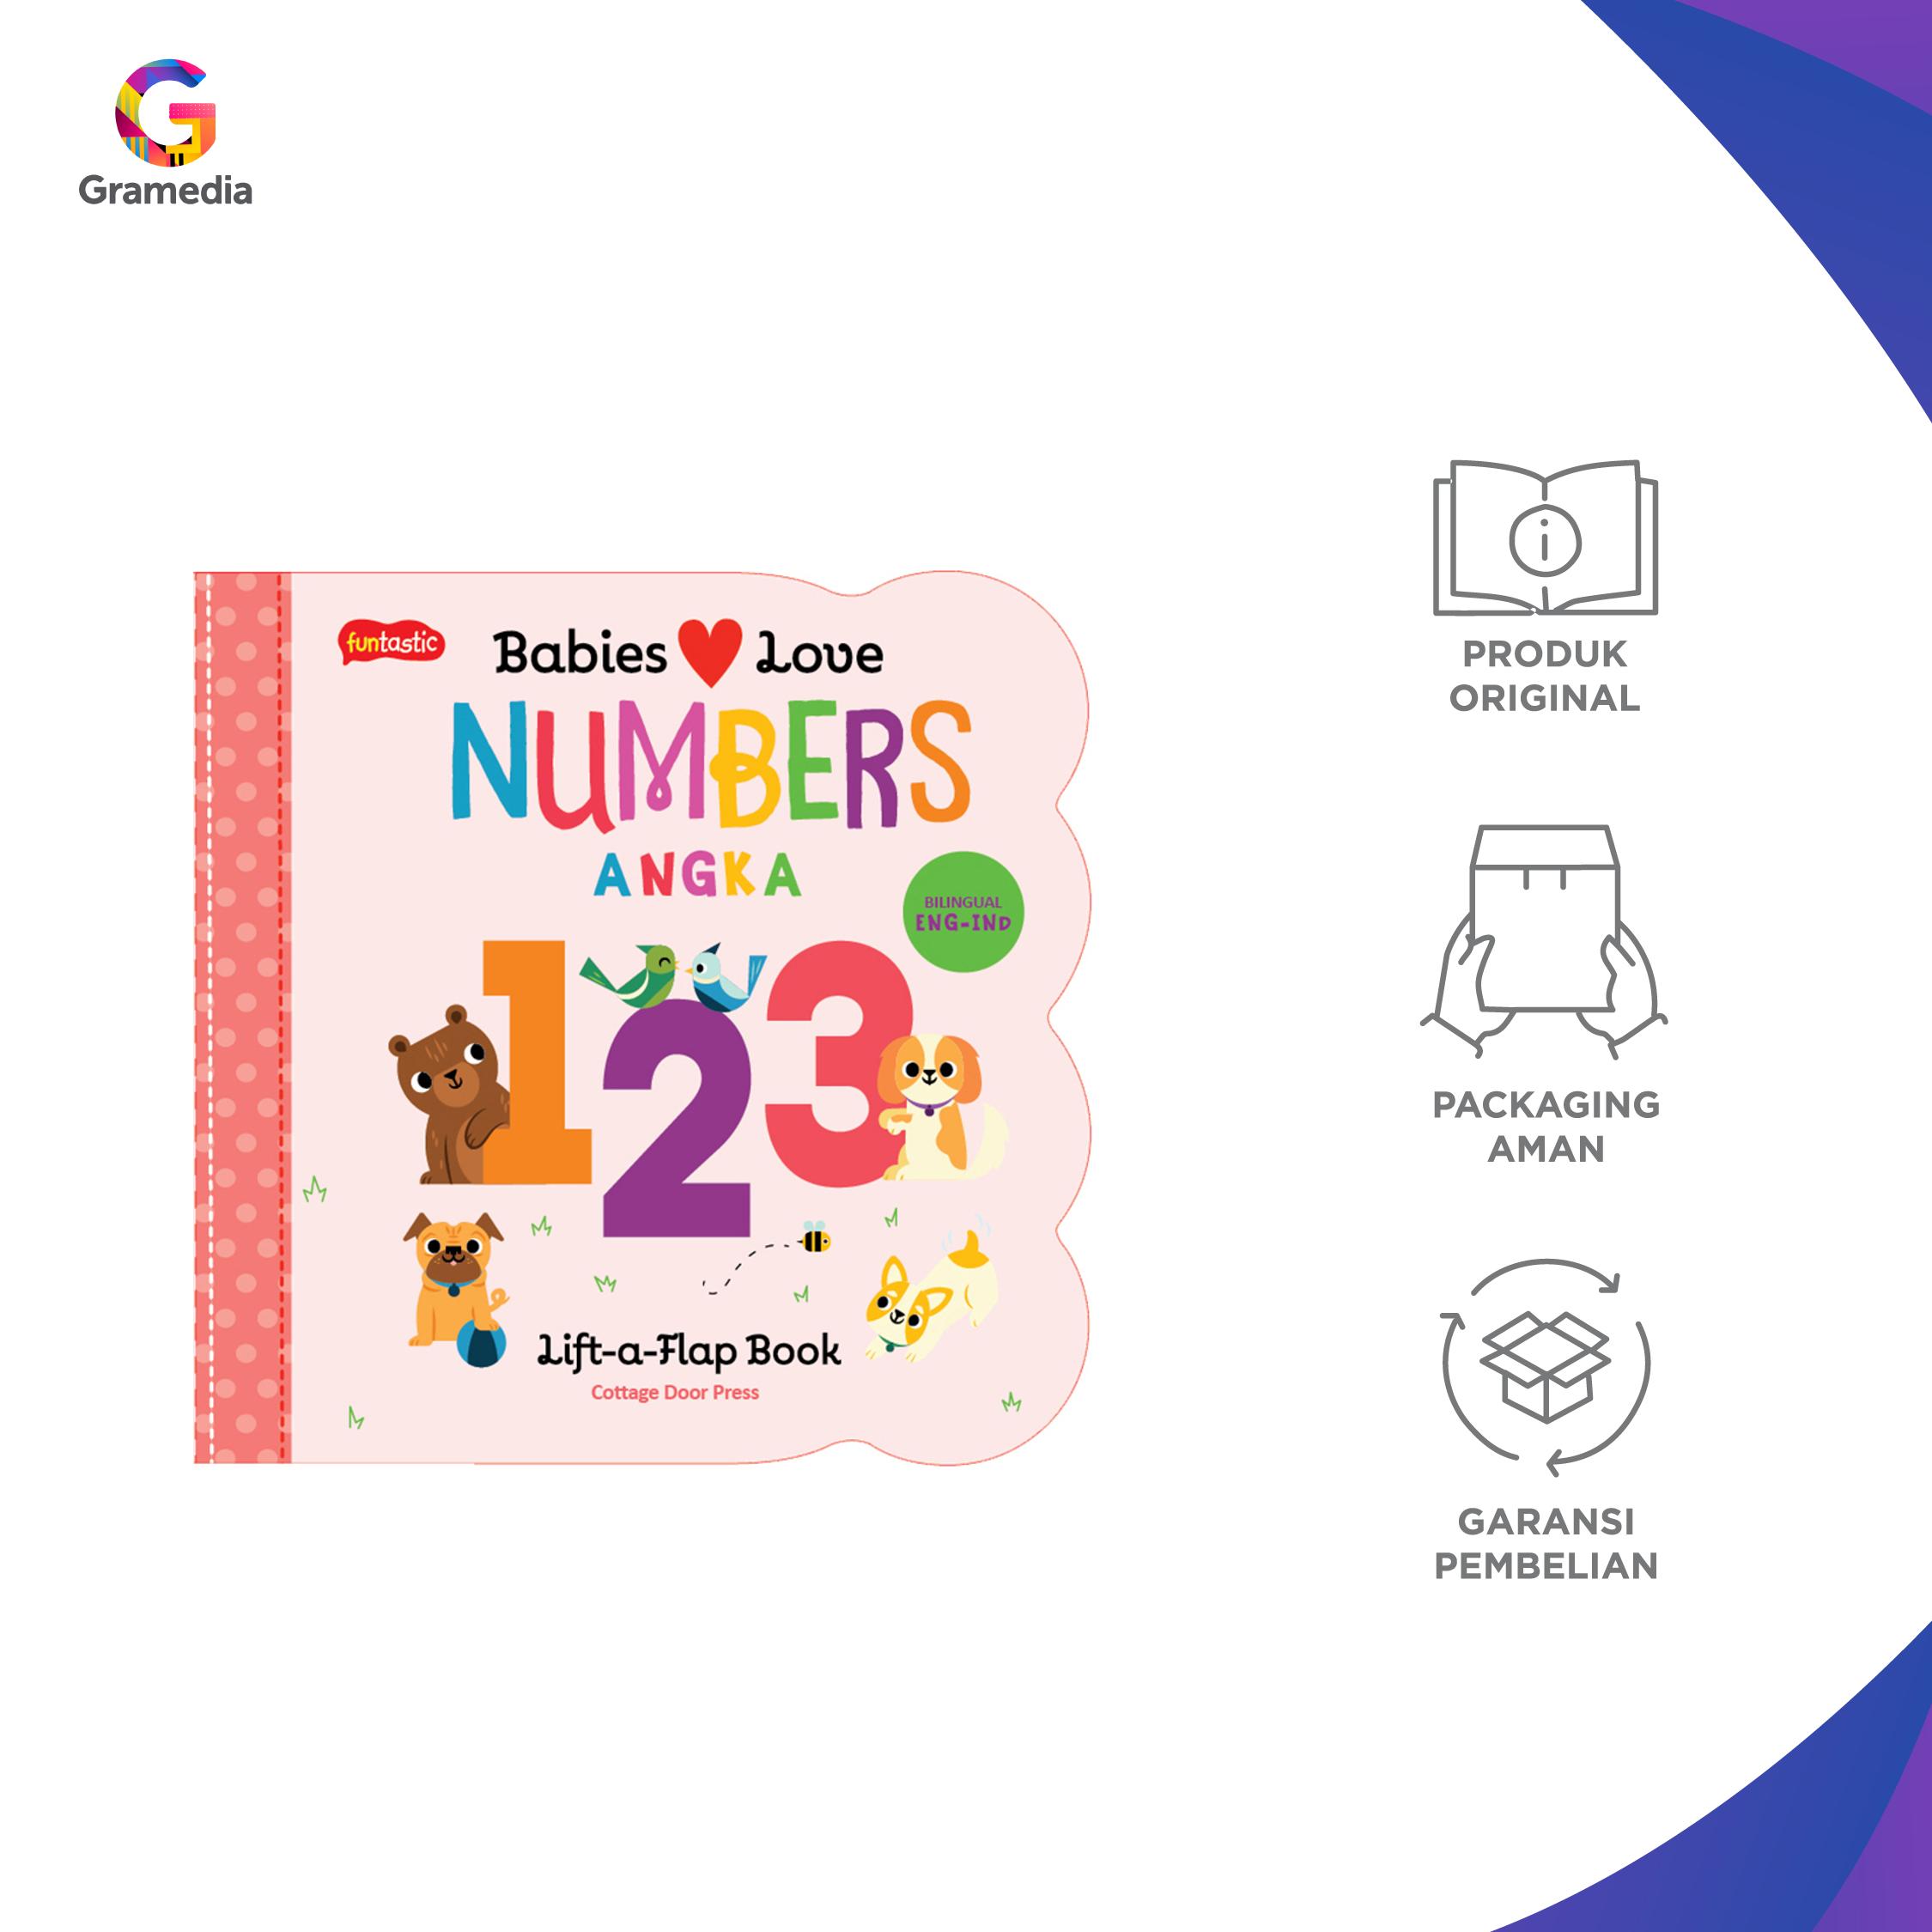 Gramedia
funtastic
Babies Love
NUMBERS
ANGKA
BILINGUAL
ENG-IND
123
Lift-a-Flap Book
Cottage Door Press
PRODUK
ORIGINAL
PACKAGING
AMAN
GARANSI
PEMBELIAN